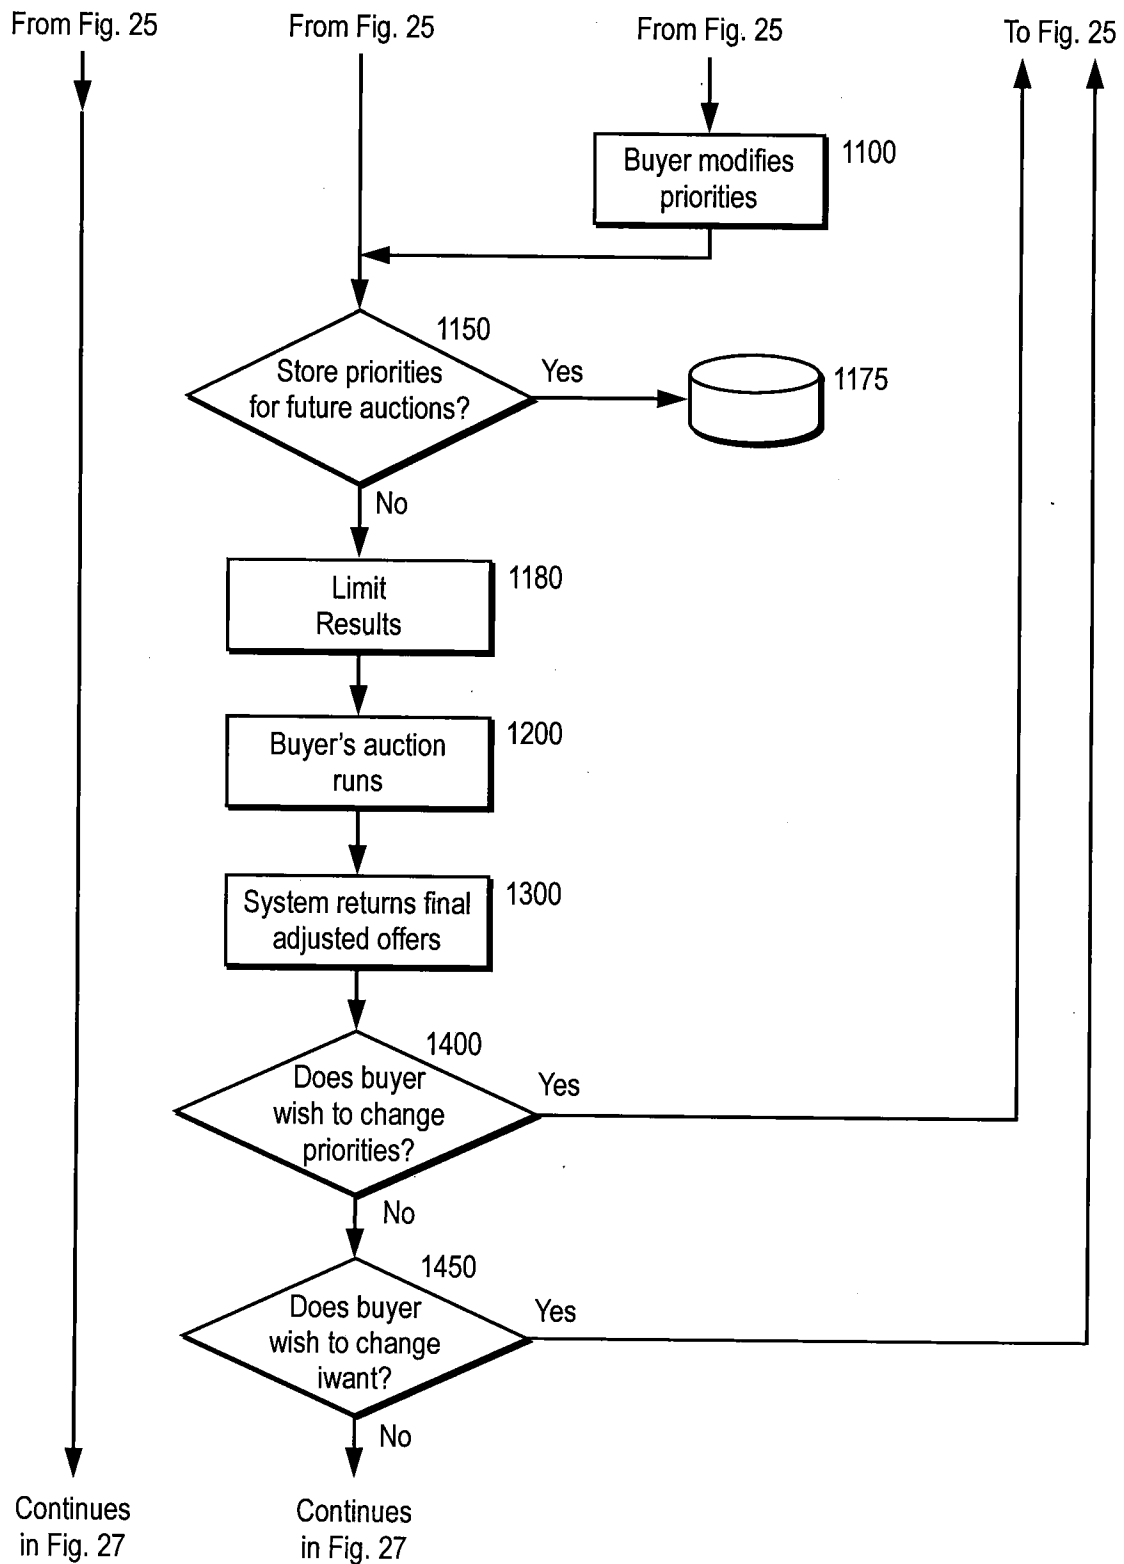 From Fig. 25
From Fig. 25
From Fig. 25
To Fig. 25
Buyer modifies
priorities
1100
1150
Store priorities
for future auctions?
Yes
1175
No
Limit
Results
1180
Buyer's auction
runs
1200
System returns final
adjusted offers
1300
1400
Does buyer
wish to change
priorities?
Yes
No
1450
Does buyer
wish to change
iwant?
Yes
No
Continues
in Fig. 27
Continues
in Fig. 27